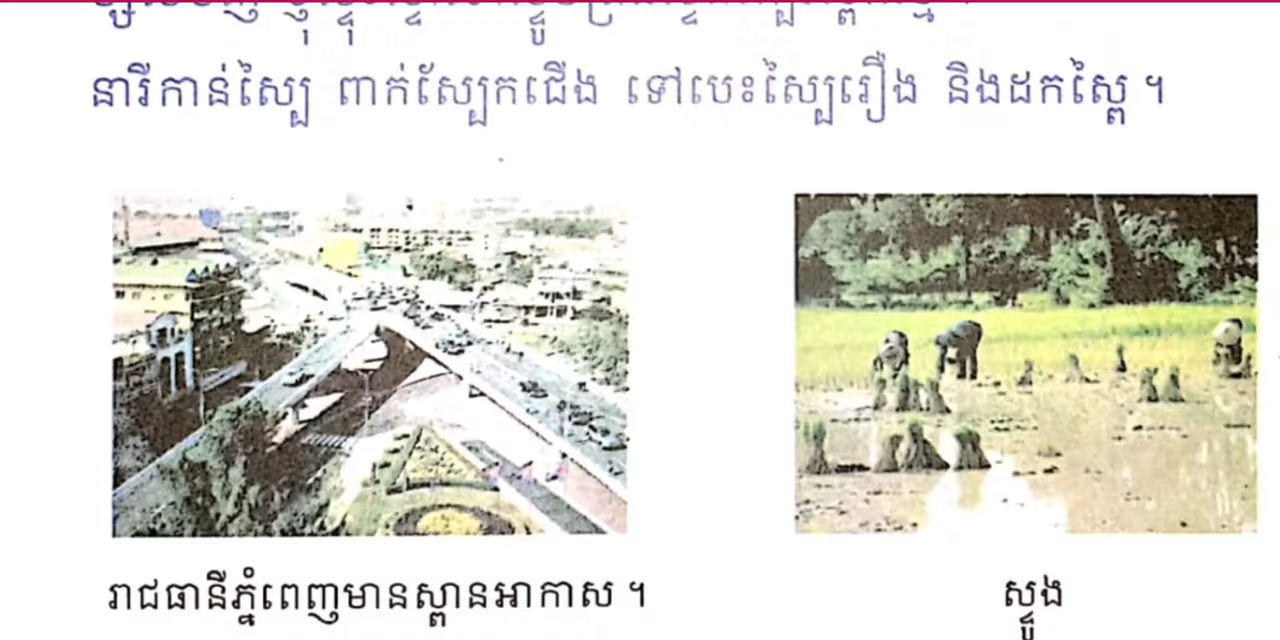 នារីកាន់ស្បៃ ពាក់ស្បែកជើង ទៅបេះស្ពៃរឿង និងដកស្ពៃ ។
រាជធានីភ្នំពេញមានស្ពានអាកាស ។
ស្ទូង